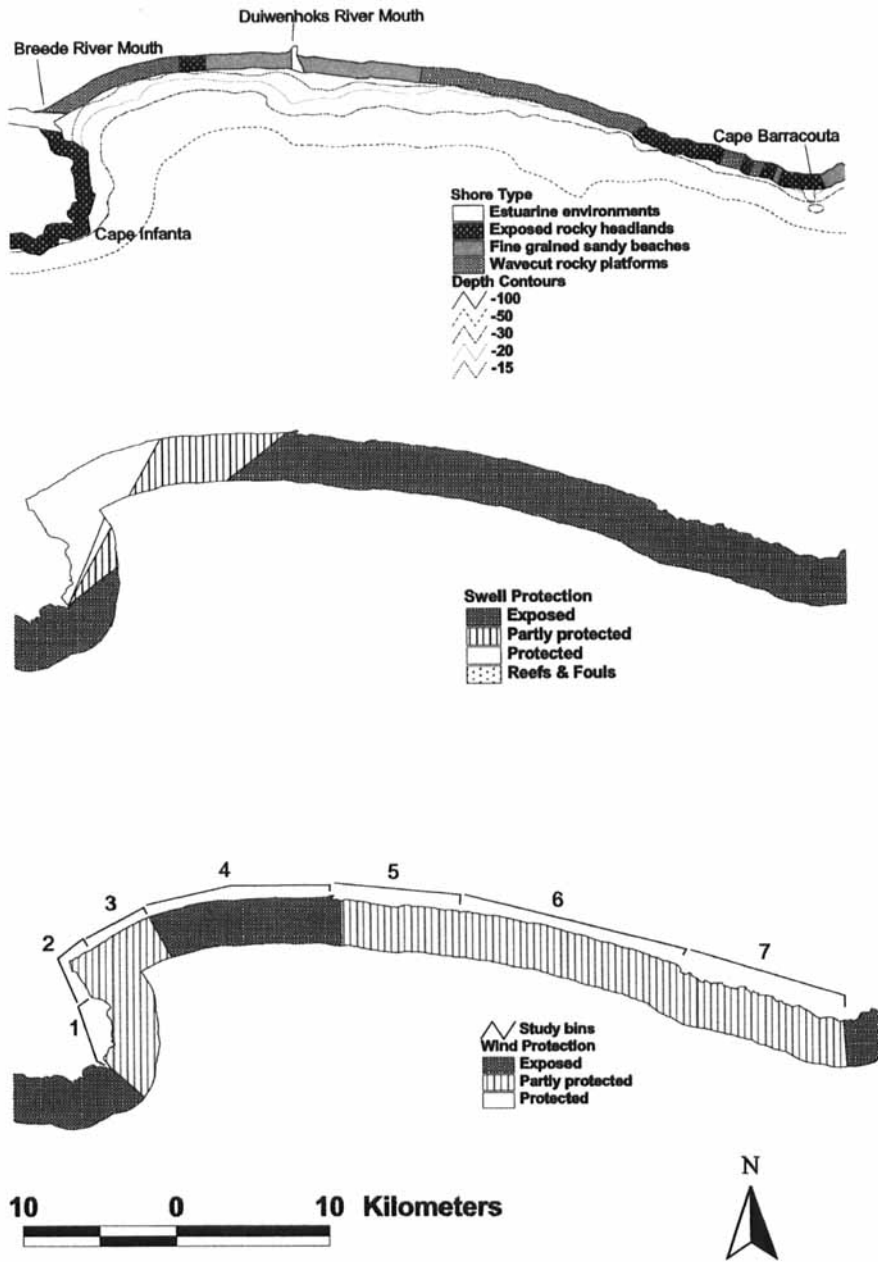 Duiwenhoks River Mouth
Breede River Mouth
Cape Barracouta
Cape Infanta
Shore Type
Estuarine environments
Exposed rocky headlands
Fine grained sandy beaches
Wavecut rocky platforms
Depth Contours
-100
-50
-30
-20
-15
Swell Protection
Exposed
Partly protected
Protected
Reefs & Fouls
4
5
3
6
2
7
1
Study bins
Wind Protection
Exposed
Partly protected
Protected
N
10 0 10 Kilometers